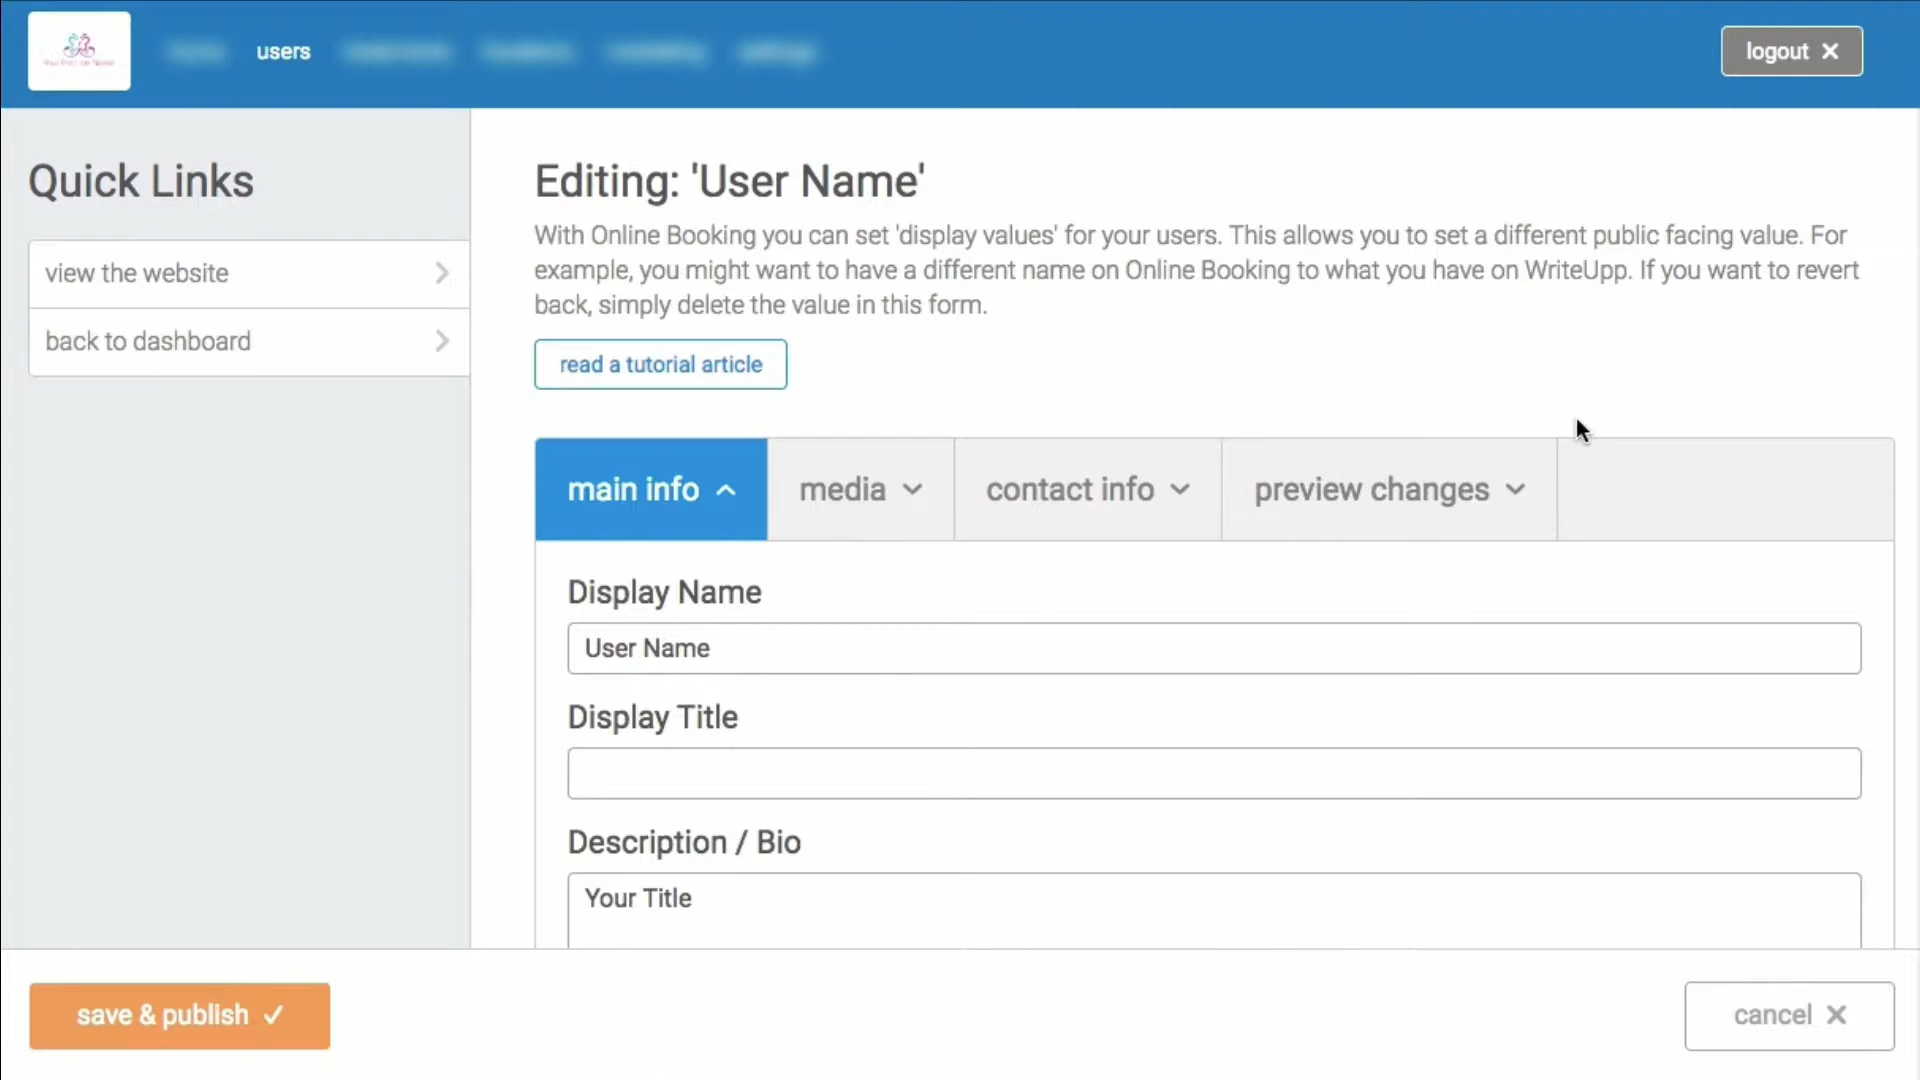 users
logout
Quick Links
view the website
back to dashboard
Editing: 'User Name'
With Online Booking you can set 'display values' for your users. This allows you to set a different public facing value. For
example, you might want to have a different name on Online Booking to what you have on WriteUpp. If you want to revert
back, simply delete the value in this form.
read a tutorial article
main info
media
contact info
preview changes
Display Name
User Name
Display Title
Description / Bio
Your Title
save & publish
cancel